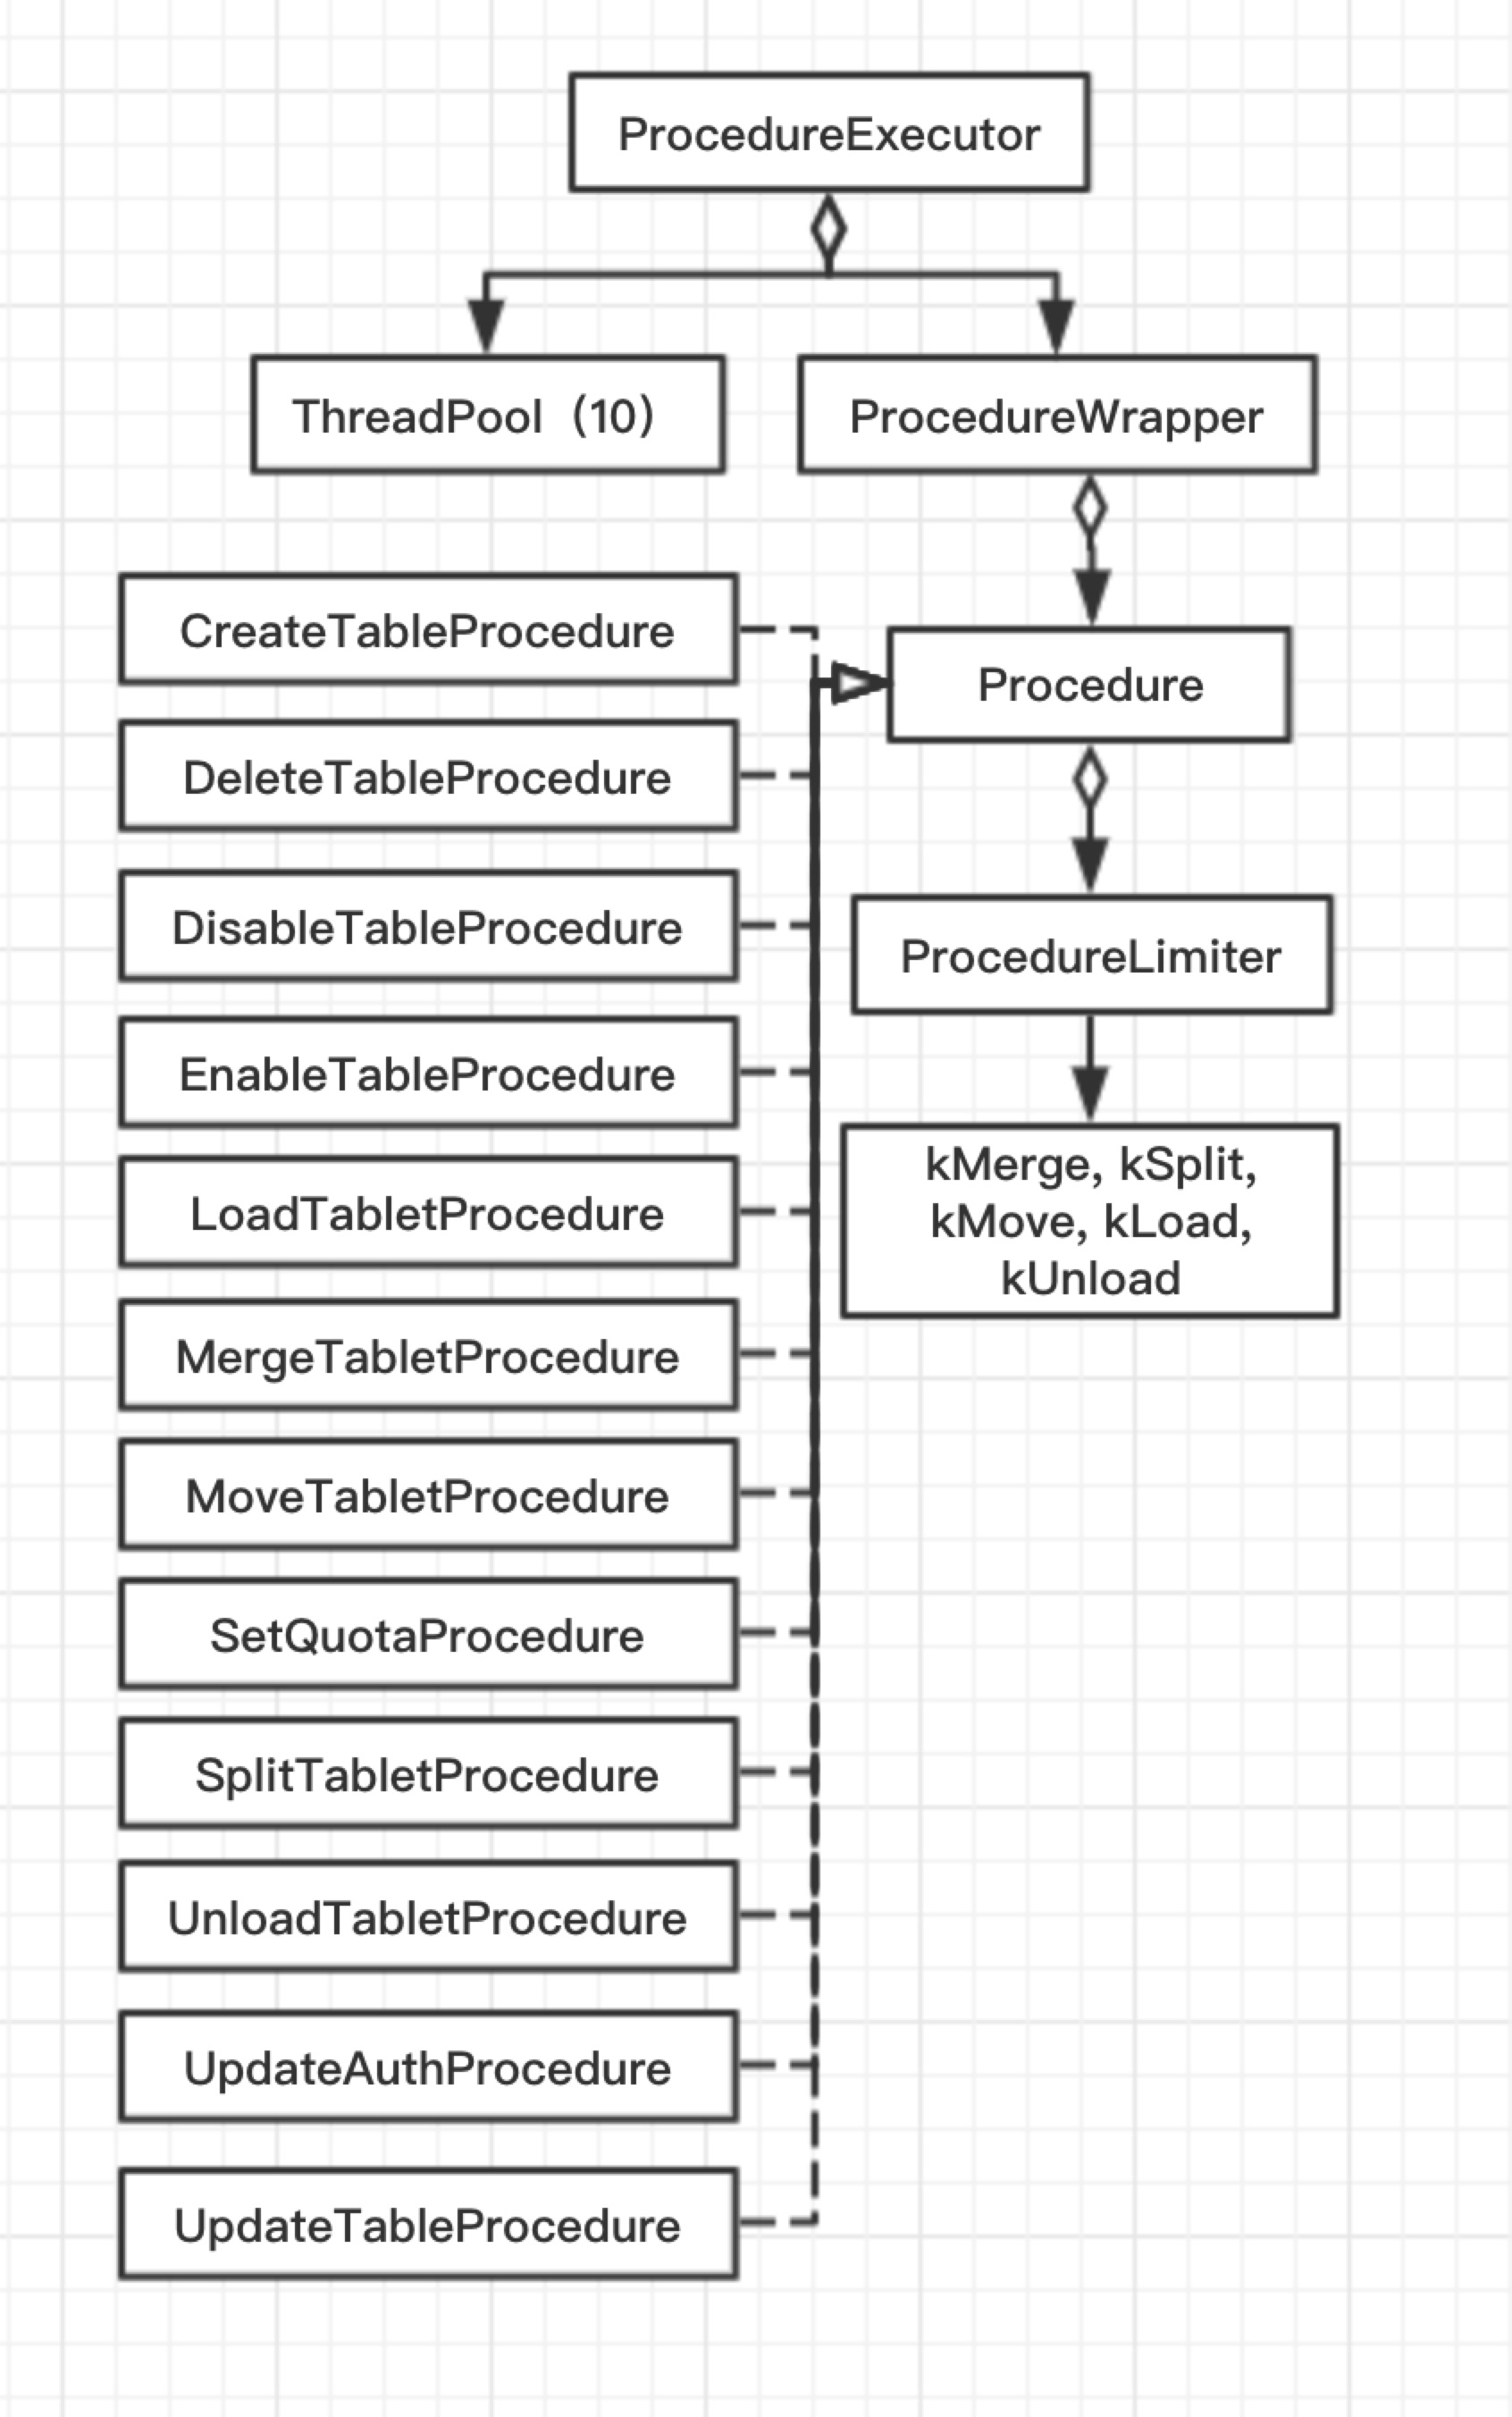 ProcedureExecutor
ThreadPool (10)
ProcedureWrapper
CreateTableProcedure
Procedure
DeleteTableProcedure
DisableTableProcedure
ProcedureLimiter
EnableTableProcedure
LoadTabletProcedure
kMerge, kSplit,
kMove, kLoad,
kUnload
MergeTabletProcedure
MoveTabletProcedure
SetQuotaProcedure
SplitTabletProcedure
UnloadTabletProcedure
UpdateAuthProcedure
UpdateTableProcedure